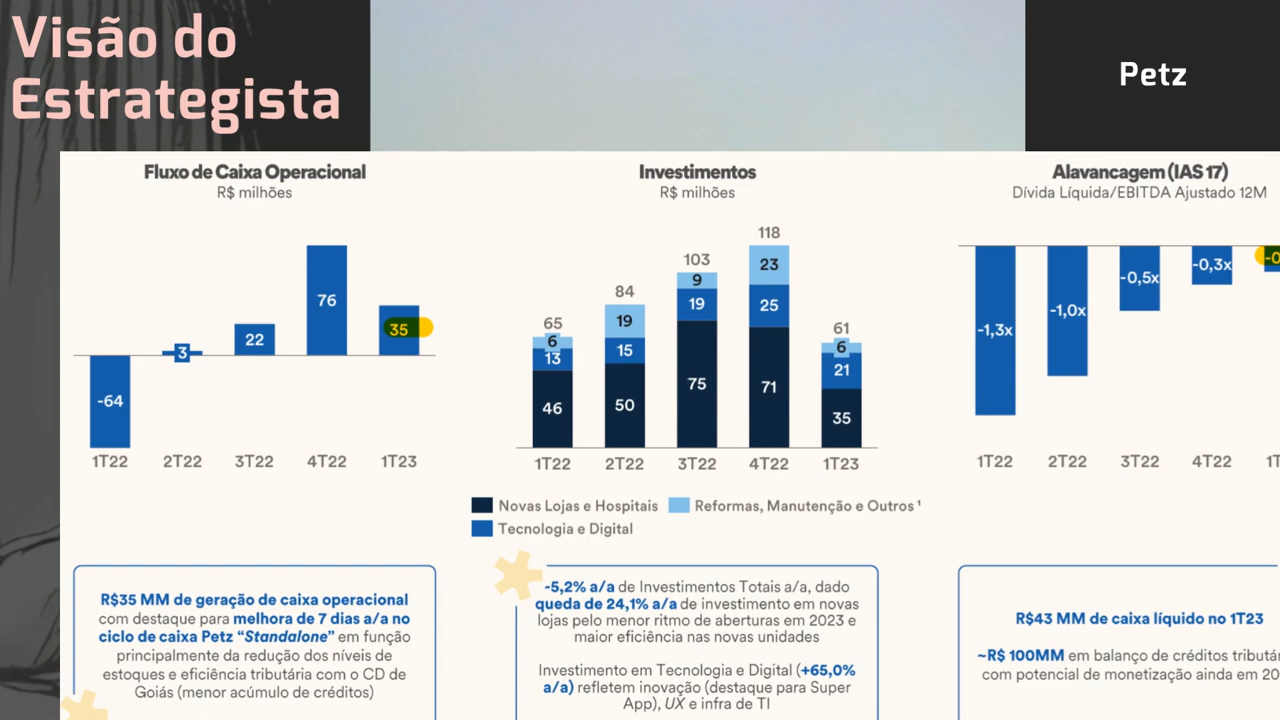 Visão do
Estrategista
Petz
Fluxo de Caixa Operacional
R$ milhões
-64
3
22
76
35
1T22
2T22
3T22
4T22
1T23
Investimentos
R$ milhões
65
84
103
118
61
6
19
9
23
6
13
15
19
25
21
46
50
75
71
35
1T22
2T22
3T22
4T22
1T23
Novas Lojas e Hospitais
Reformas, Manutenção e Outros ¹
Tecnologia e Digital
Alavancagem (IAS 17)
Dívida Líquida/EBITDA Ajustado 12M
-1,3x
-1,0x
-0,5x
-0,3x
1T22
2T22
3T22
4T22
R$35 MM de geração de caixa operacional
com destaque para melhora de 7 dias a/a no
ciclo de caixa Petz “Standalone” em função
principalmente da redução dos níveis de
estoques e eficiência tributária com o CD de
Goiás (menor acúmulo de créditos)
-5,2% a/a de Investimentos Totais a/a, dado
queda de 24,1% a/a de investimento em novas
lojas pelo menor ritmo de aberturas em 2023 e
maior eficiência nas novas unidades
Investimento em Tecnologia e Digital (+65,0%
a/a) refletem inovação (destaque para Super
App), UX e infra de TI
R$43 MM de caixa líquido no 1T23
~R$ 100MM em balanço de créditos
com potencial de monetização ainda em